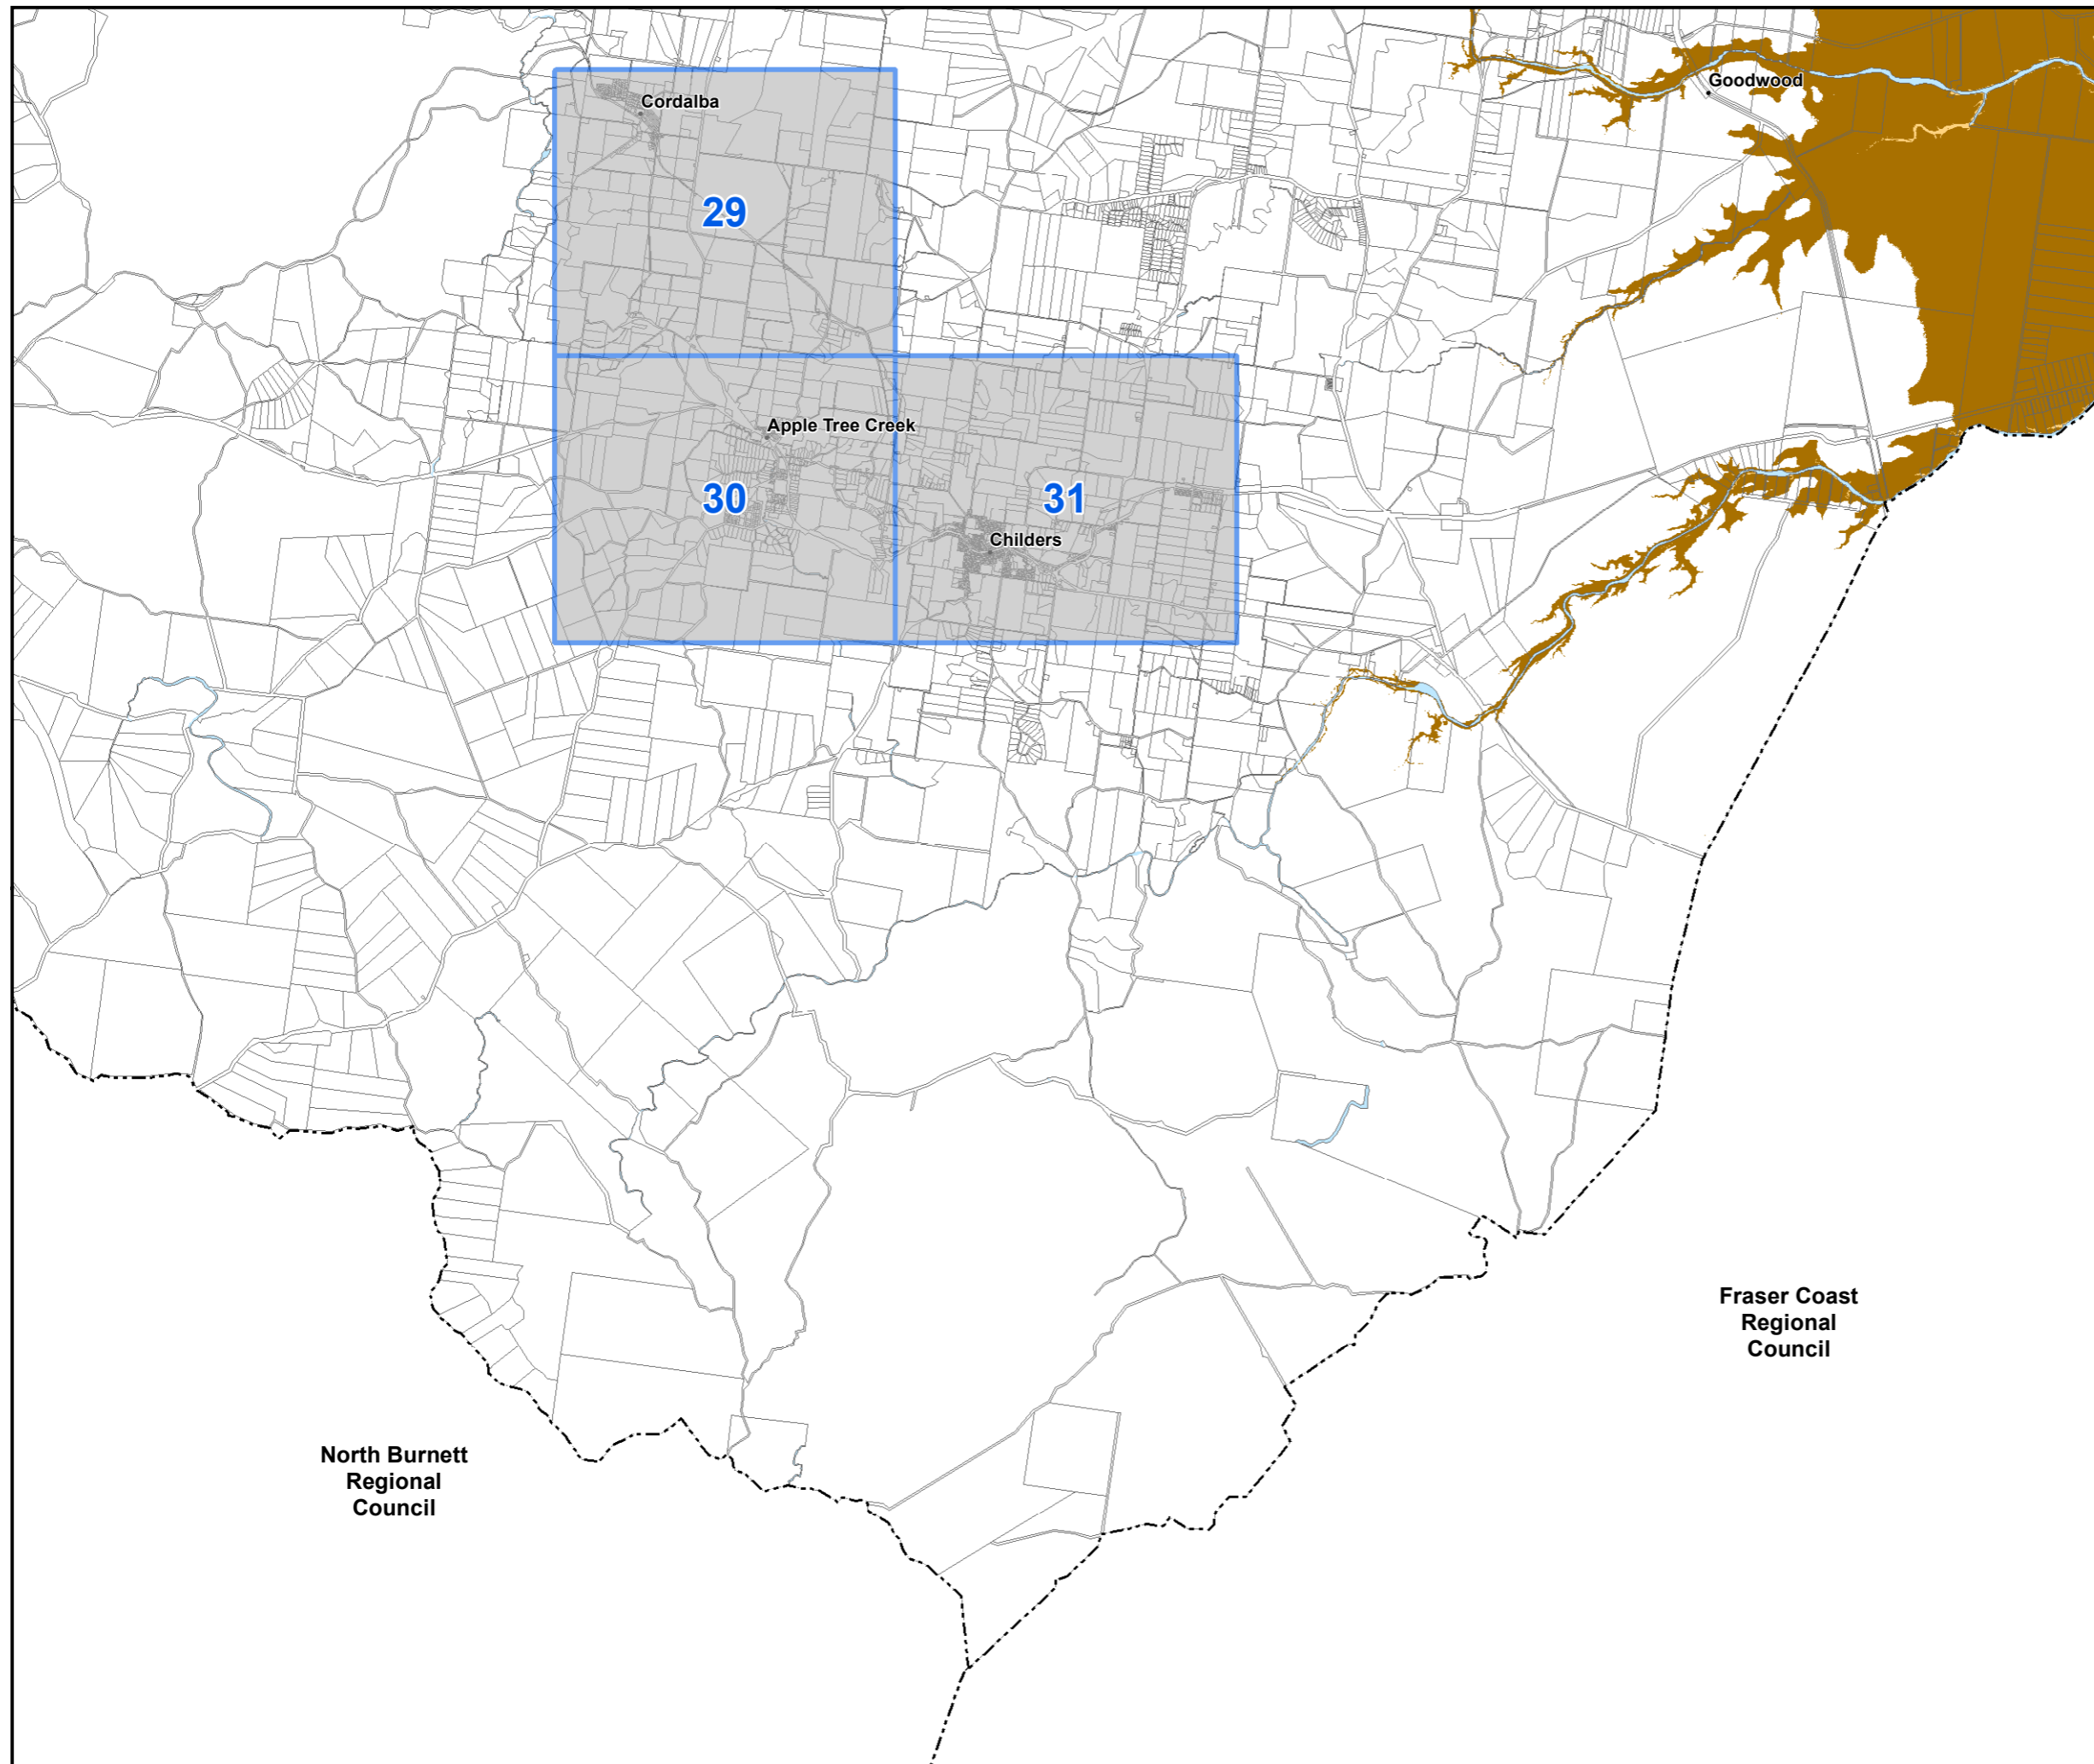 Cordalba
Goodwood
29
Apple Tree Creek
30
31
Childers
Fraser Coast
Regional
Council
North Burnett
Regional
Council